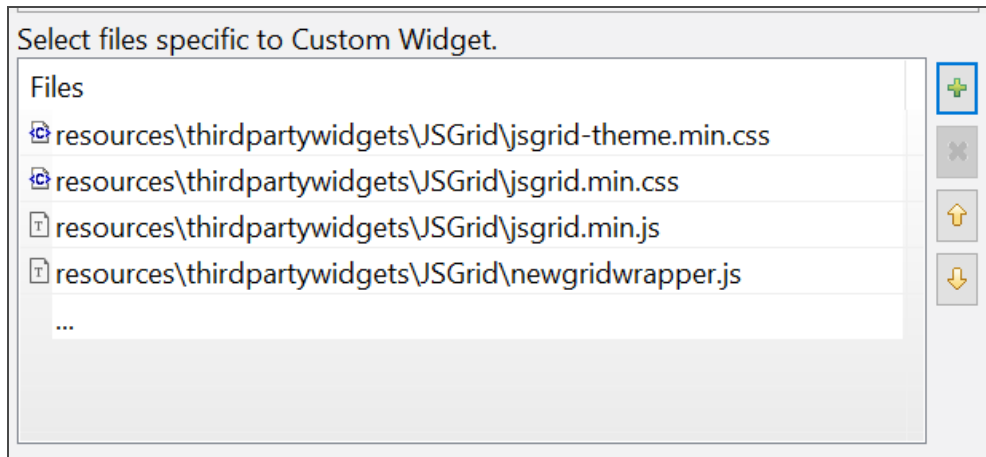 Select files specific to Custom Widget.
Files
resources\thirdpartywidgets\JSGrid\jsgrid-theme.min.css
resources\thirdpartywidgets\JSGrid\jsgrid.min.css
resources\thirdpartywidgets\JSGrid\jsgrid.min.js
resources\thirdpartywidgets\JSGrid\newgridwrapper.js
...